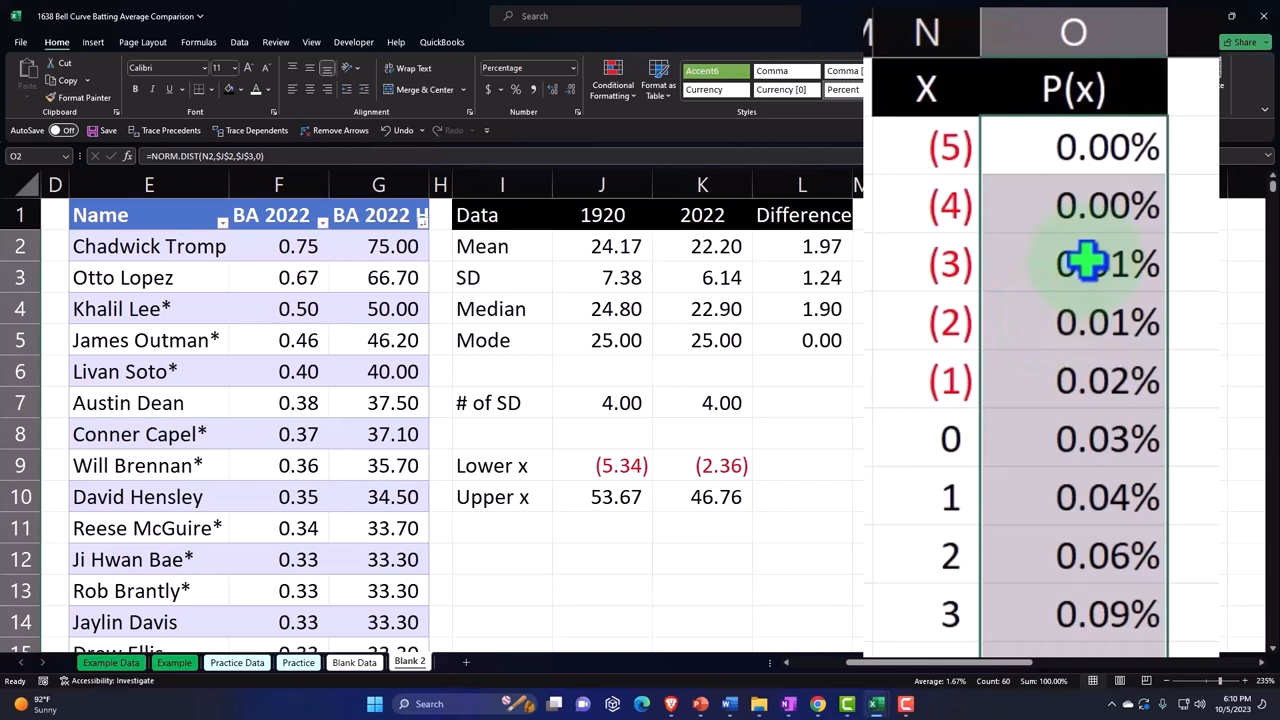 1638 Bell Curve Batting Average Comparison
Search
N O
File Home Insert Page Layout Formulas Data Review View Developer Help QuickBooks
Share
Cut
Copy
Format Painter
Clipboard
Calibri 11
B I U
Font
Wrap Text
Merge & Center
Alignment
Percentage
$ % 9
Number
Conditional Formatting
Format as Table
Accent6 Comma
Currency Currency [0] Percent
Styles
AutoSave Off Trace Precedents Trace Dependents Remove Arrows Undo Redo
O2 fx =NORM.DIST(N2,$J$2,$J$3,0)
D E F G H I J K L
X P(x)
(5) 0.00%
(4) 0.00%
(3)
(2) 0.01%
(1) 0.02%
0 0.03%
1 0.04%
2 0.06%
3 0.09%
1 Name BA 2022 BA 2022 Data 1920 2022 Difference
2 Chadwick Tromp 0.75 75.00 Mean 24.17 22.20 1.97
3 Otto Lopez 0.67 66.70 SD 7.38 6.14 1.24
4 Khalil Lee* 0.50 50.00 Median 24.80 22.90 1.90
5 James Outman* 0.46 46.20 Mode 25.00 25.00 0.00
6 Livan Soto* 0.40 40.00
7 Austin Dean 0.38 37.50 # of SD 4.00 4.00
8 Conner Capel* 0.37 37.10
9 Will Brennan* 0.36 35.70 Lower x (5.34) (2.36)
10 David Hensley 0.35 34.50 Upper x 53.67 46.76
11 Reese McGuire* 0.34 33.70
12 Ji Hwan Bae* 0.33 33.30
13 Rob Brantly* 0.33 33.30
14 Jaylin Davis 0.33 33.30
Example Data Example Practice Data Practice Blank Data Blank 2
Ready Accessibility: Investigate Average: 1.67% Count: 60 Sum: 100.00% 235%
92°F
Sunny
Search
6:10 PM
10/5/2023